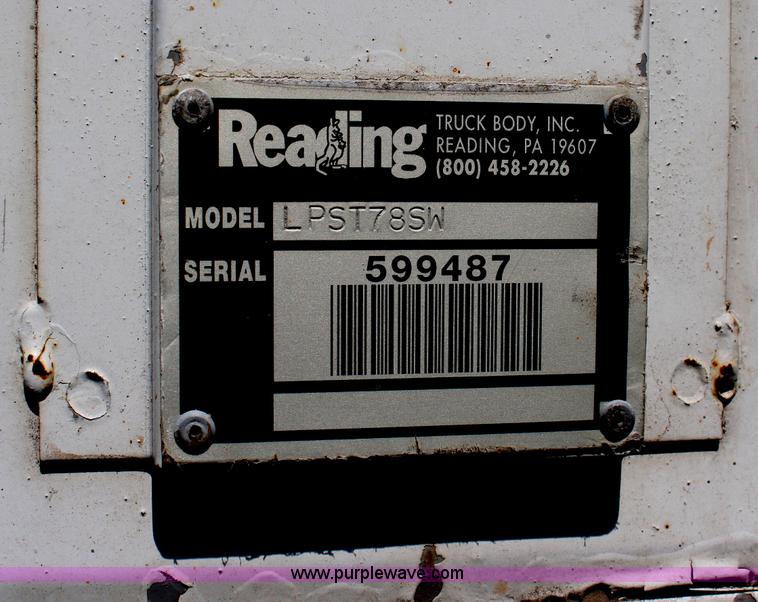 Reading
TRUCK BODY, INC.
READING, PA 19607
(800) 458-2226
MODEL LPST78SW
SERIAL 599487
www.purplewave.com